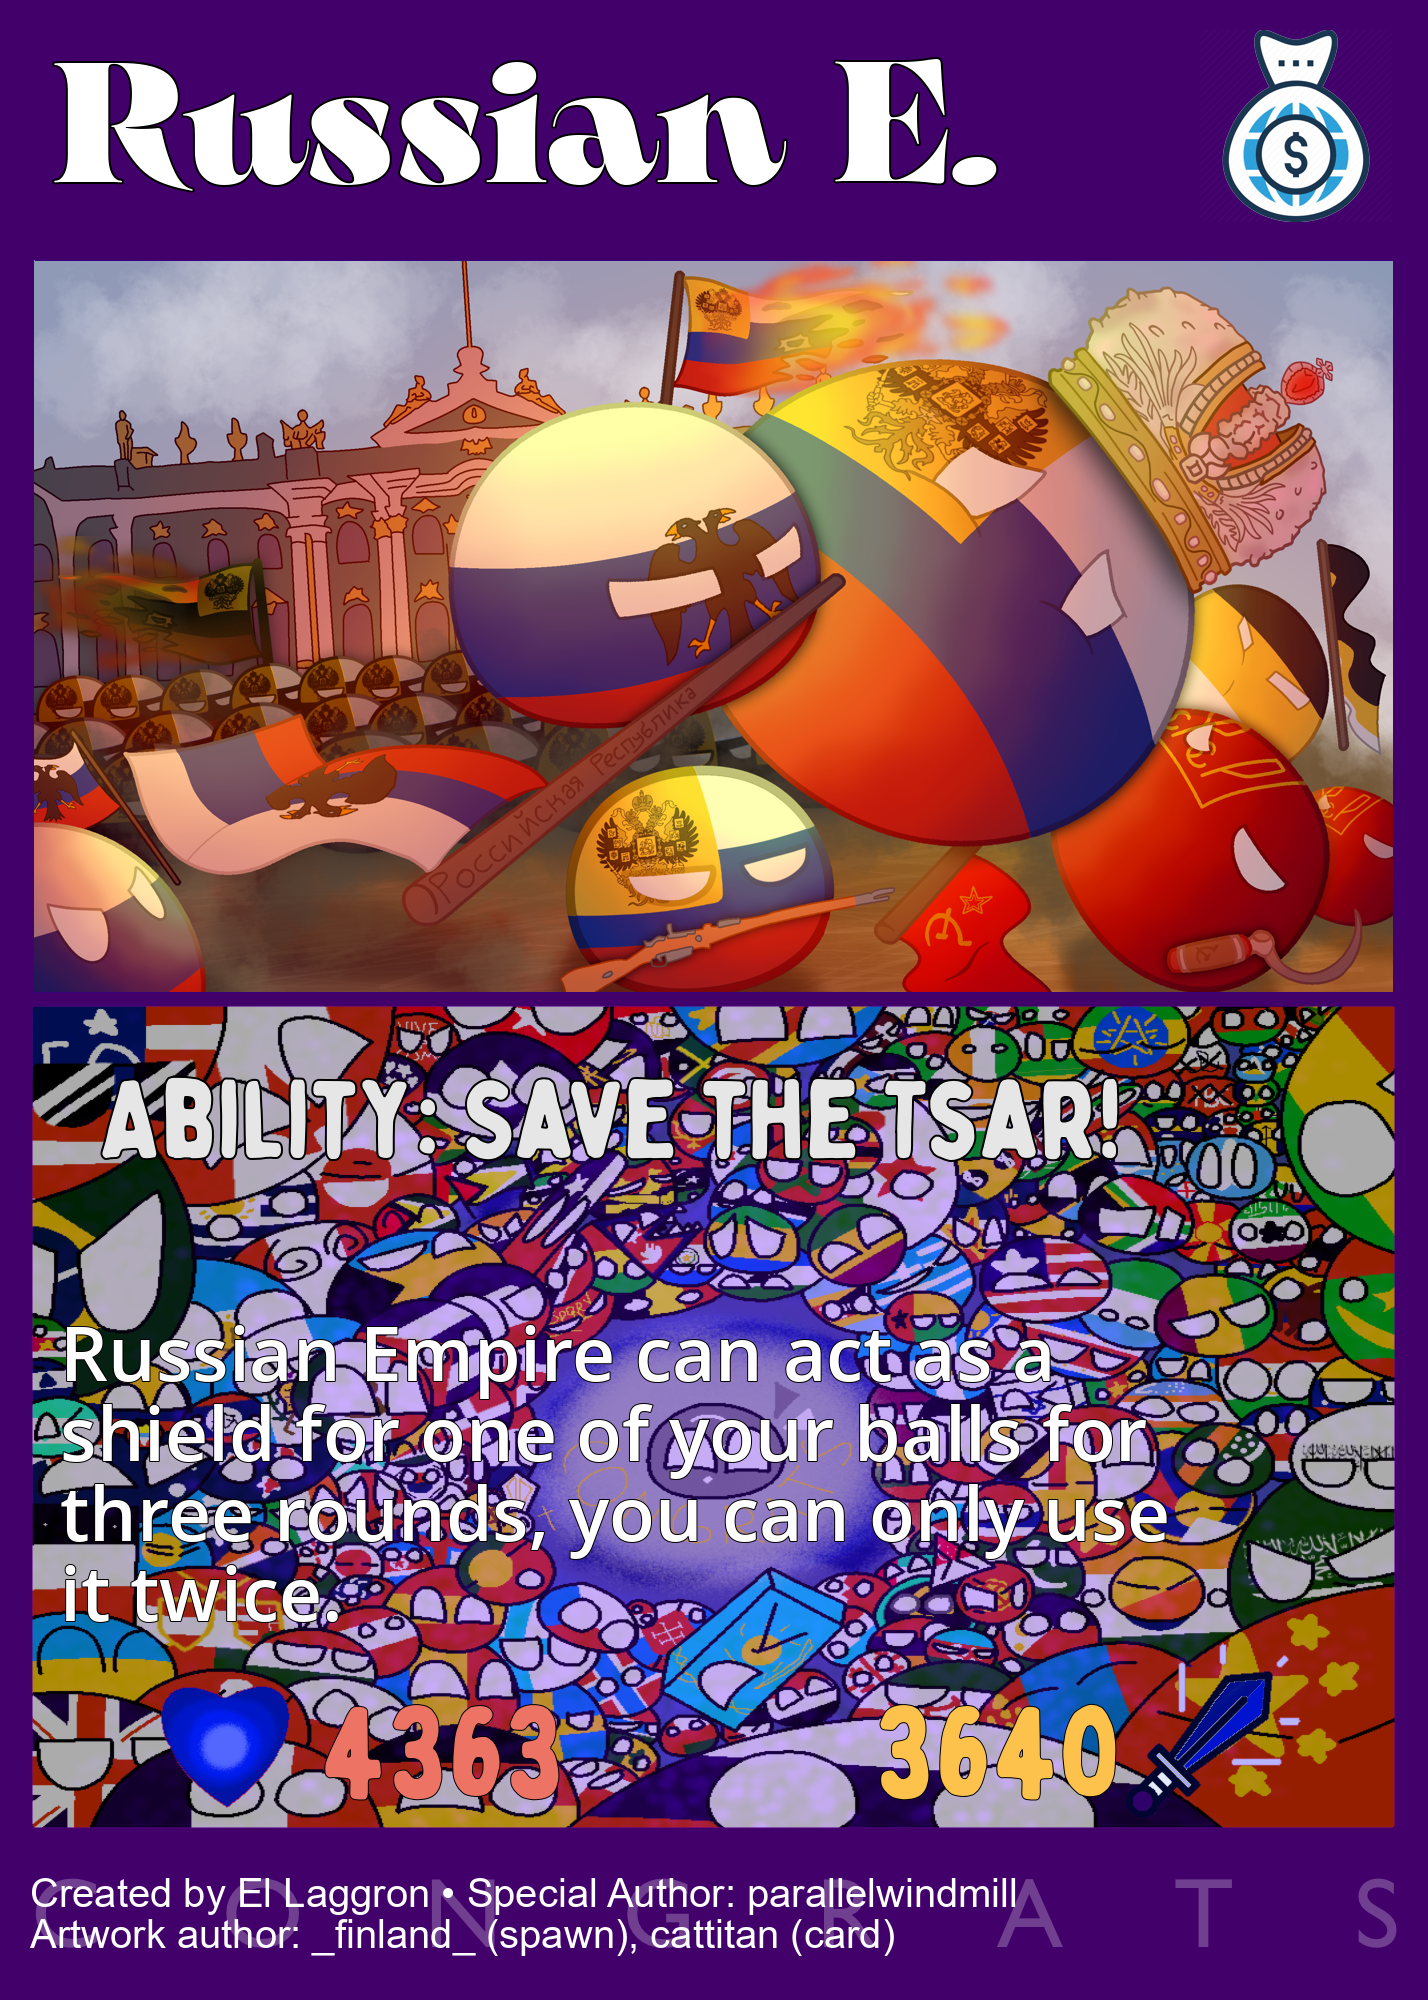 Russian E.
$
Российская Республика
ABILITY: SAVE THE TSAR!
Russian Empire can act as a
shield for one of your balls for
three rounds, you can only use
it twice.
4363
3640
Created by El Laggron • Special Author: parallelwindmill
Artwork author: _finland_ (spawn), cattitan (card)
CONGRATS